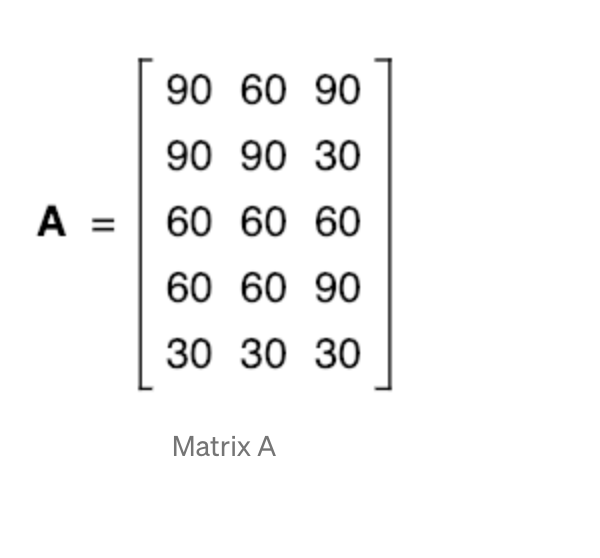 90 60 90
90 90 30
A = 60 60 60
60 60 90
30 30 30
Matrix A